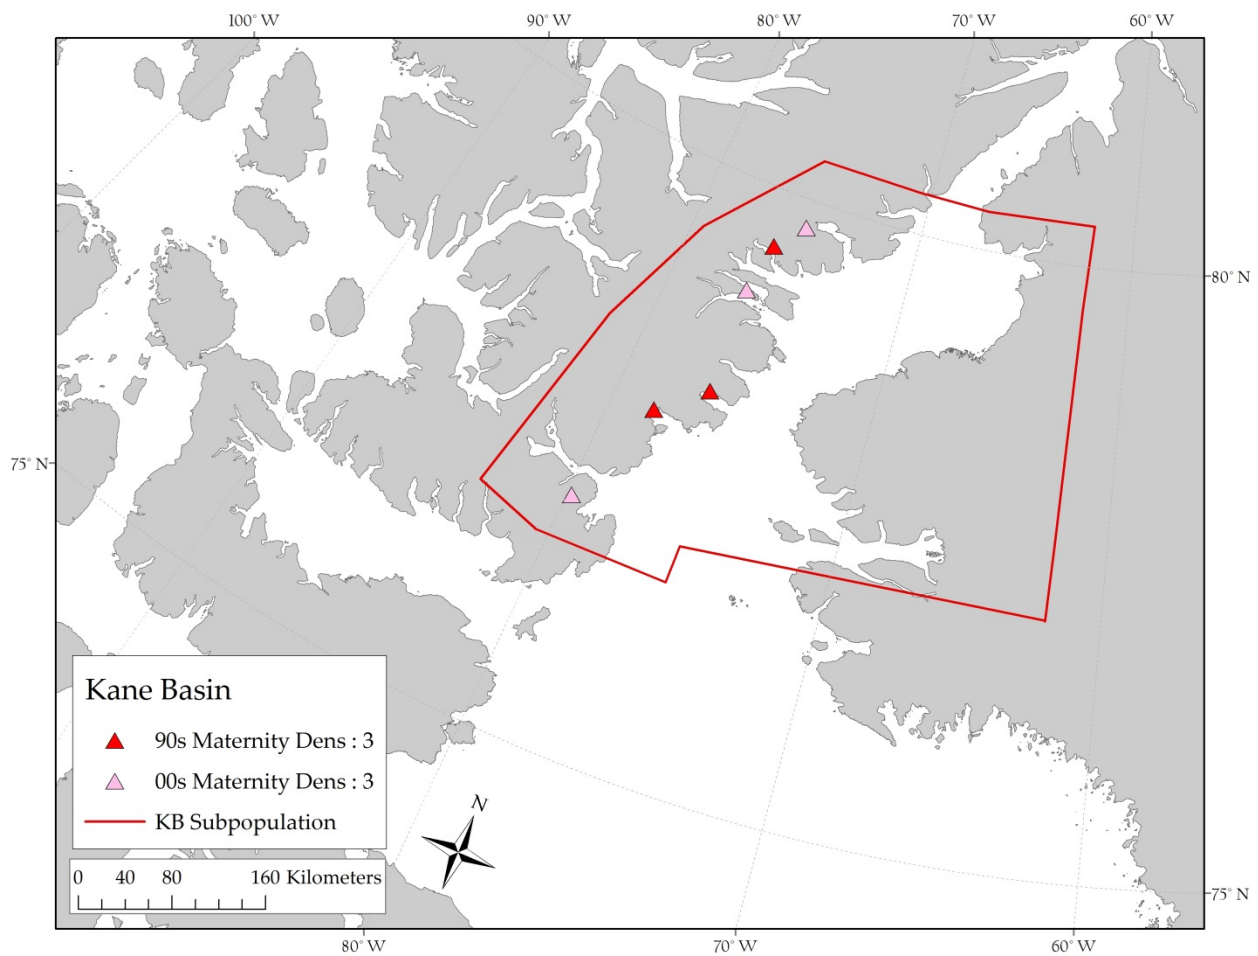 100° W 90° W 80° W 70° W 60° W
80° N
75° N
Kane Basin
90s Maternity Dens : 3
00s Maternity Dens : 3
KB Subpopulation
N
0 40 80 160 Kilometers
75° N
80° W 70° W 60° W